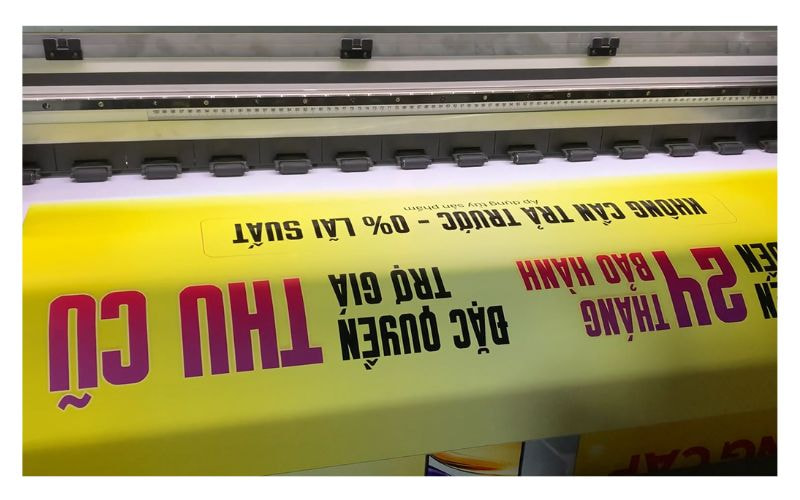 CẤP
24 THÁNG
BẢO HÀNH
ĐẶC QUYỀN
TRỢ GIÁ
THU CŨ
KHÔNG CẦN TRẢ TRƯỚC - 0% LÃI SUẤT
Áp dụng tùy sản phẩm